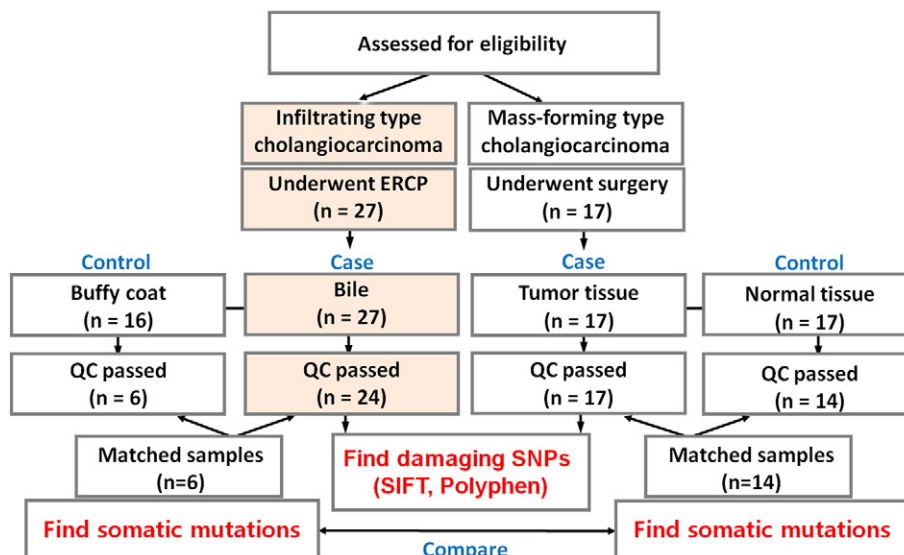 Assessed for eligibility
Infiltrating type
cholangiocarcinoma
Mass-forming type
cholangiocarcinoma
Underwent ERCP
(n = 27)
Underwent surgery
(n = 17)
Control
Case
Case
Control
Buffy coat
(n = 16)
Bile
(n = 27)
Tumor tissue
(n = 17)
Normal tissue
(n = 17)
QC passed
(n = 6)
QC passed
(n = 24)
QC passed
(n = 17)
QC passed
(n = 14)
Matched samples
(n=6)
Find damaging SNPs
(SIFT, Polyphen)
Matched samples
(n=14)
Find somatic mutations
Find somatic mutations
Compare